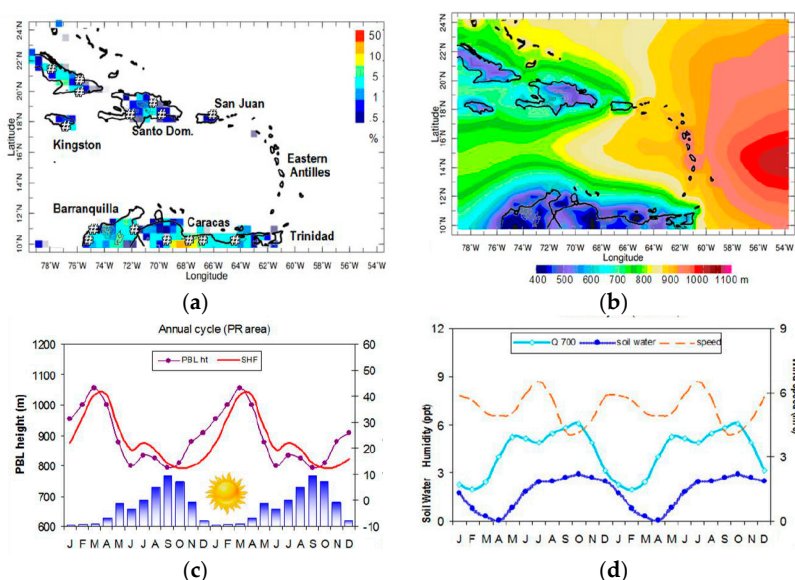 24°N
22°N
20°N
18°N
16°N
14°N
12°N
10°N
Latitude
San Juan
Santo Dom.
Kingston
Eastern
Antilles
Barranquilla
Caracas
Trinidad
50
10
5
1
.5
%
78°W 76°W 74°W 72°W 70°W 68°W 66°W 64°W 62°W 60°W 58°W 56°W 54°W
Longitude
(a)
24°N
22°N
20°N
18°N
16°N
14°N
12°N
10°N
Latitude
78°W 76°W 74°W 72°W 70°W 68°W 66°W 64°W 62°W 60°W 58°W 56°W 54°W
Longitude
400 500 600 700 800 900 1000 1100 m
(b)
Annual cycle (PR area)
PBL ht SHF
1200
1100
1000
900
800
700
600
PBL height (m)
60
50
40
30
20
10
0
-10
J F M A M J J A S O N D J F M A M J J A S O N D
(c)
Q 700 soil water speed
12
9
6
3
0
Soil Water Humidity (ppt)
9
6
3
0
J F M A M J J A S O N D J F M A M J J A S O N D
(d)